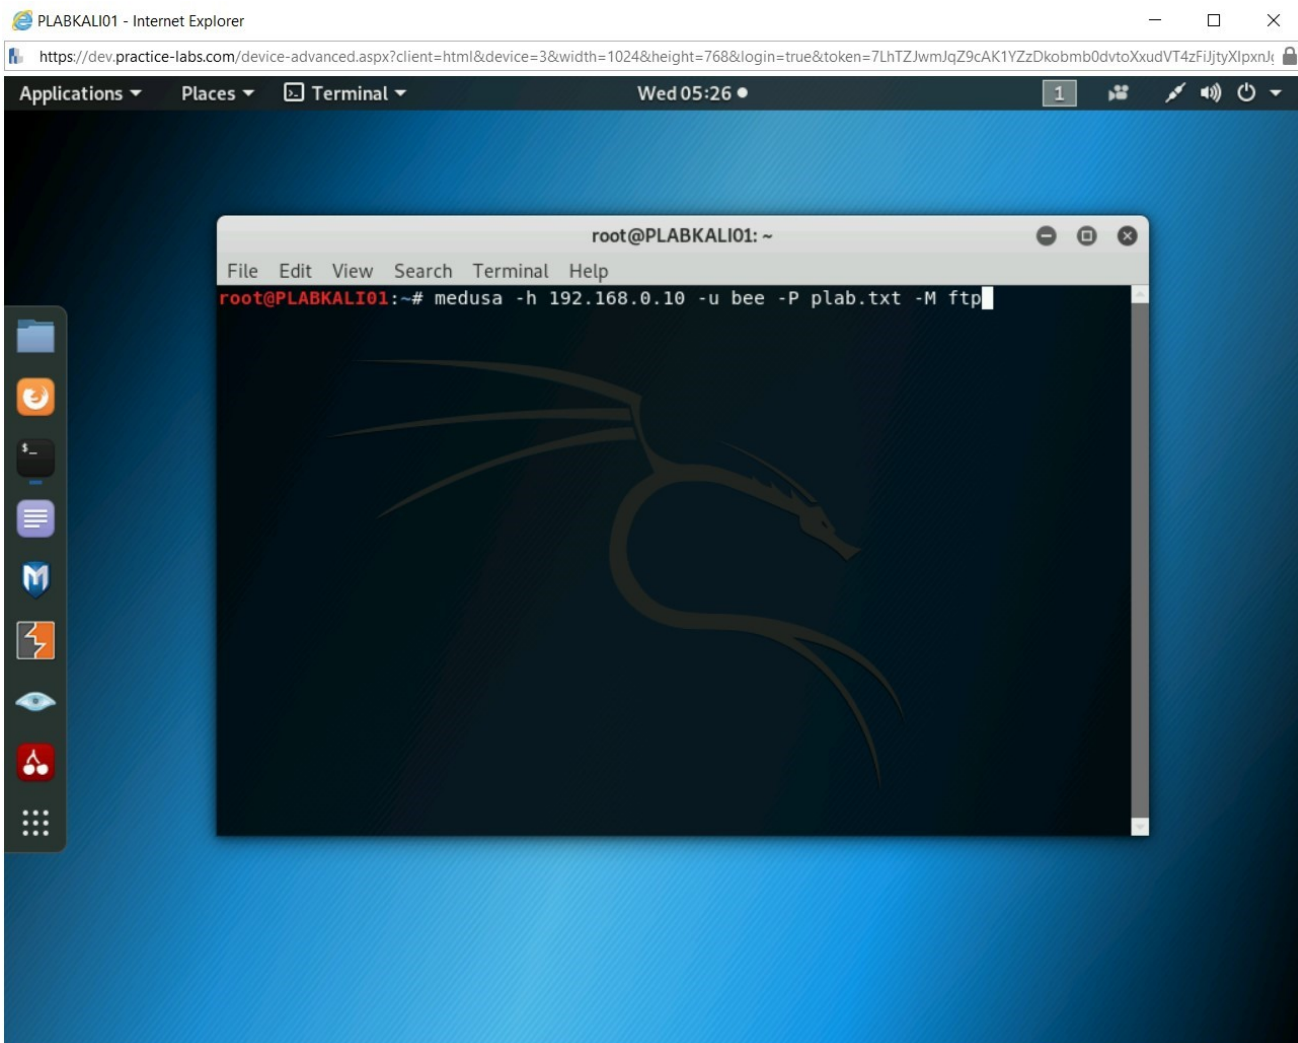 PLABKALI01 - Internet Explorer
https://dev.practice-labs.com/device-advanced.aspx?client=html&device=3&width=1024&height=768&login=true&token=7LhTZJwmJqZ9cAK1YZzDkobmb0dvtoXxudVT4zFiJjtyXIpxnJ
Applications Places Terminal Wed 05:26 1
root@PLABKALI01: ~
File Edit View Search Terminal Help
root@PLABKALI01:~# medusa -h 192.168.0.10 -u bee -P plab.txt -M ftp
$_